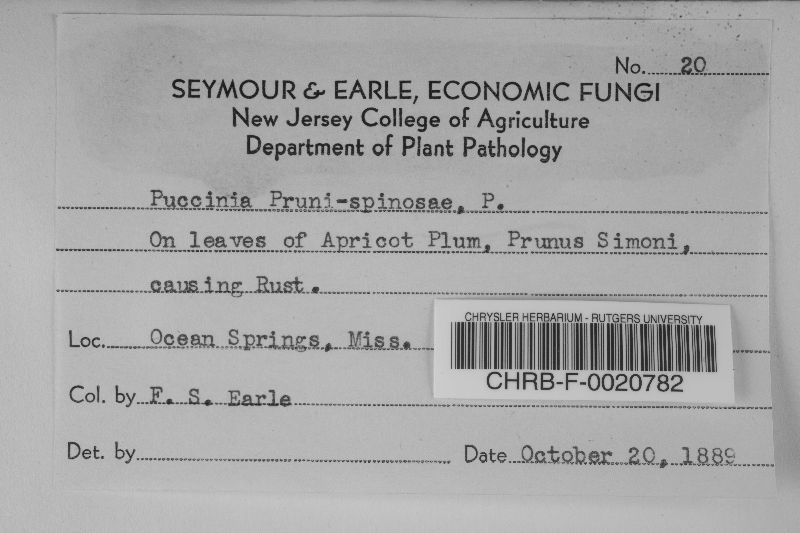 No. 20
SEYMOUR & EARLE, ECONOMIC FUNGI
New Jersey College of Agriculture
Department of Plant Pathology
Puccinia Pruni-spinosae, P.
On leaves of Apricot Plum, Prunus Simoni,
causing Rust.
Loc. Ocean Springs, Miss.
CHRYSLER HERBARIUM - RUTGERS UNIVERSITY
CHRB-F-0020782
Col. by F. S. Earle
Det. by
Date October 20, 1889